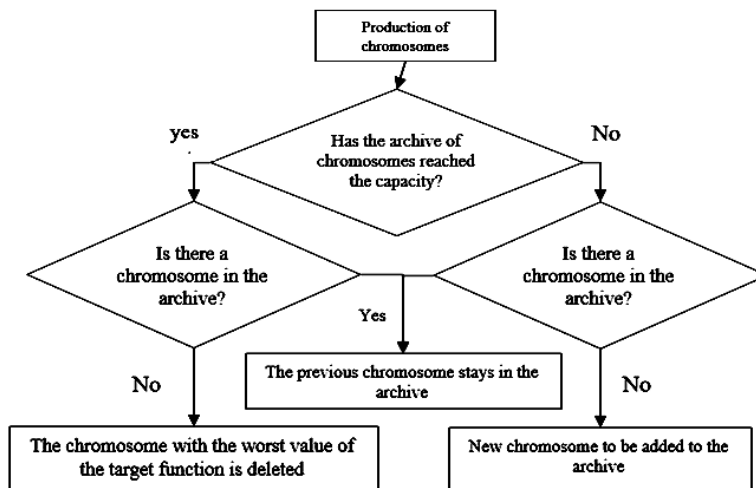 Production of
chromosomes
yes
No
Has the archive of
chromosomes reached
the capacity?
Is there a
chromosome in the
archive?
Is there a
chromosome in the
archive?
Yes
The previous chromosome stays in the
archive
No
No
The chromosome with the worst value of
the target function is deleted
New chromosome to be added to the
archive